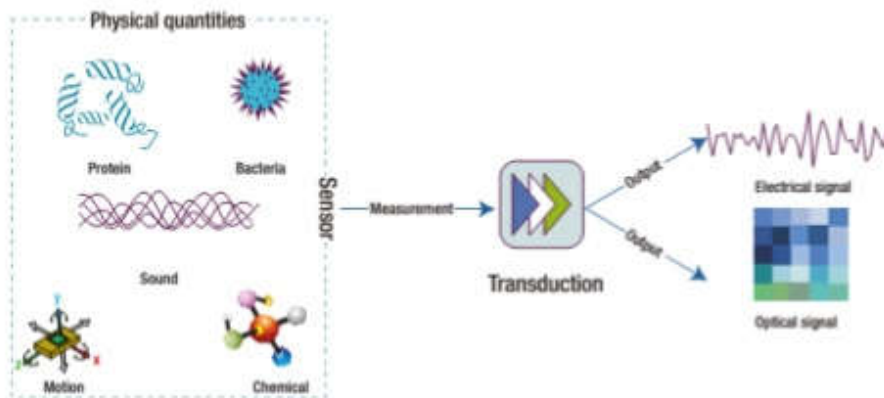 Physical quantities
Protein
Bacteria
Sound
Y
Z
X
Motion
Chemical
Sensor
Measurement
Transduction
Output
Output
Electrical signal
Optical signal